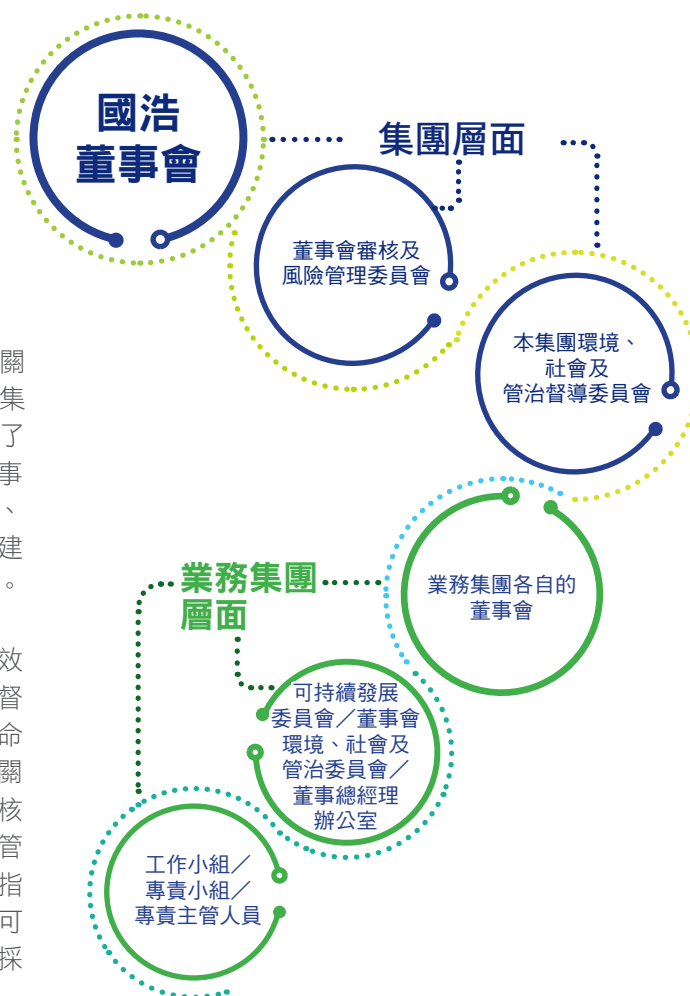 國浩
董事會
集團層面
董事會審核及
風險管理委員會
本集團環境、
社會及
管治督導委員會
關
集
了
事
、
建
。
業務集團各自的
董事會
業務集團
層面
效
督
命
關
核
管
指
可
採
可持續發展
委員會／董事會
環境、社會及
管治委員會／
董事總經理
辦公室
工作小組／
專責小組／
專責主管人員